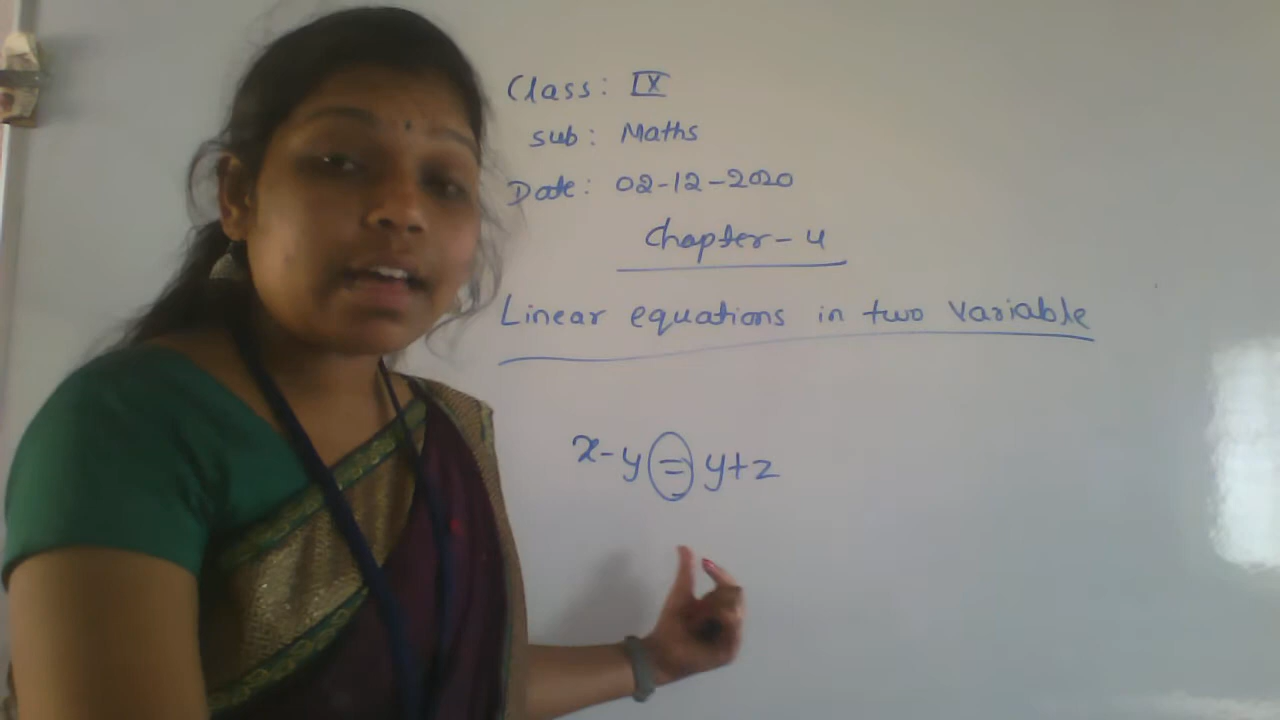 Class: IX
Sub: Maths
Date: 02-12-2020
Chapter-4
Linear equations in two variable
x-y=y+z